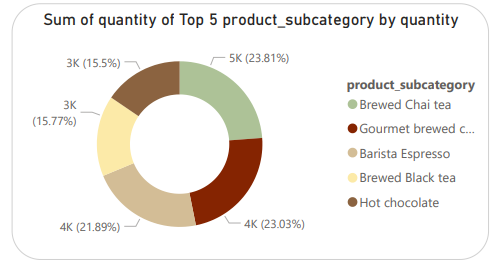 Sum of quantity of Top 5 product_subcategory by quantity
3K (15.5%)
5K (23.81%)
3K
(15.77%)
4K (21.89%)
4K (23.03%)
product_subcategory
Brewed Chai tea
Gourmet brewed c...
Barista Espresso
Brewed Black tea
Hot chocolate